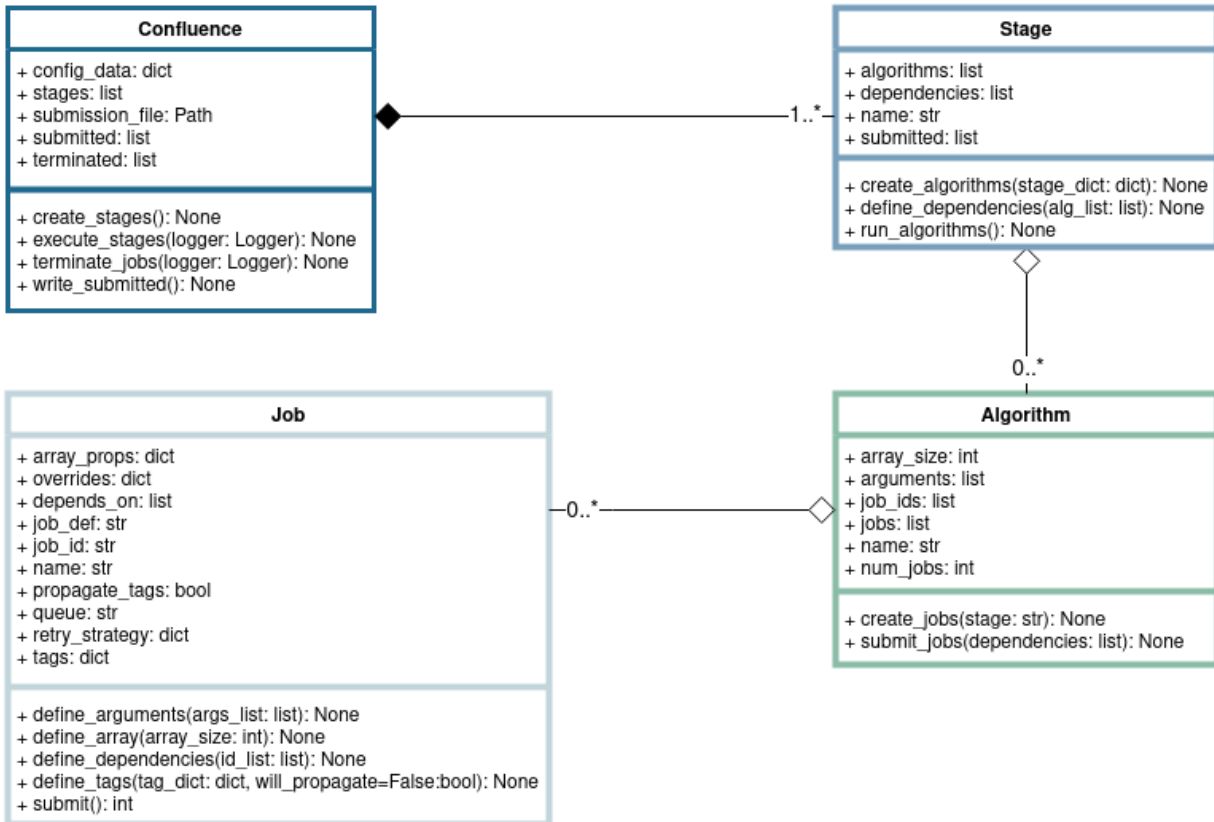 Confluence
+ config_data: dict
+ stages: list
+ submission_file: Path
+ submitted: list
+ terminated: list
+ create_stages(): None
+ execute_stages(logger: Logger): None
+ terminate_jobs(logger: Logger): None
+ write_submitted(): None
1..*
Stage
+ algorithms: list
+ dependencies: list
+ name: str
+ submitted: list
+ create_algorithms(stage_dict: dict): None
+ define_dependencies(alg_list: list): None
+ run_algorithms(): None
0..*
Job
+ array_props: dict
+ overrides: dict
+ depends_on: list
+ job_def: str
+ job_id: str
+ name: str
+ propagate_tags: bool
+ queue: str
+ retry_strategy: dict
+ tags: dict
+ define_arguments(args_list: list): None
+ define_array(array_size: int): None
+ define_dependencies(id_list: list): None
+ define_tags(tag_dict: dict, will_propagate=False:bool): None
+ submit(): int
0..*
Algorithm
+ array_size: int
+ arguments: list
+ job_ids: list
+ jobs: list
+ name: str
+ num_jobs: int
+ create_jobs(stage: str): None
+ submit_jobs(dependencies: list): None